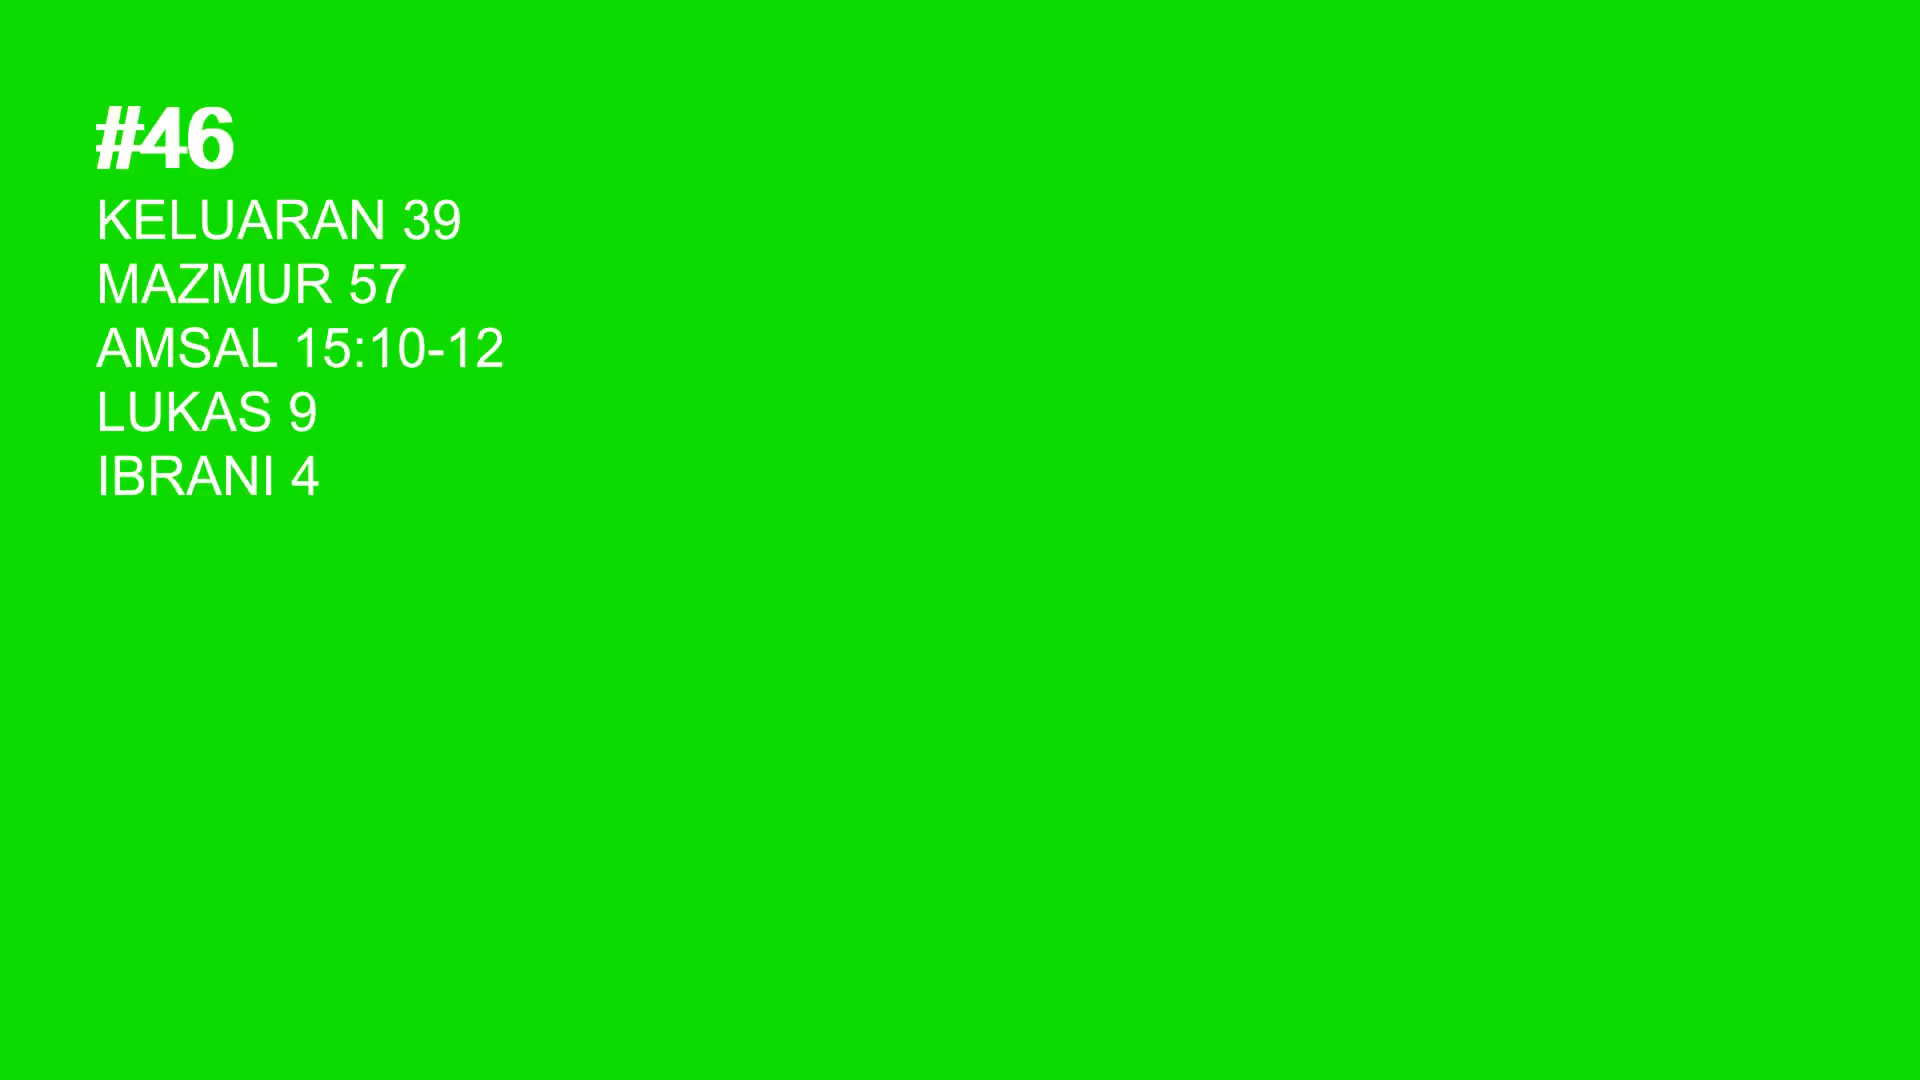 #46
KELUARAN 39
MAZMUR 57
AMSAL 15:10-12
LUKAS 9
IBRANI 4